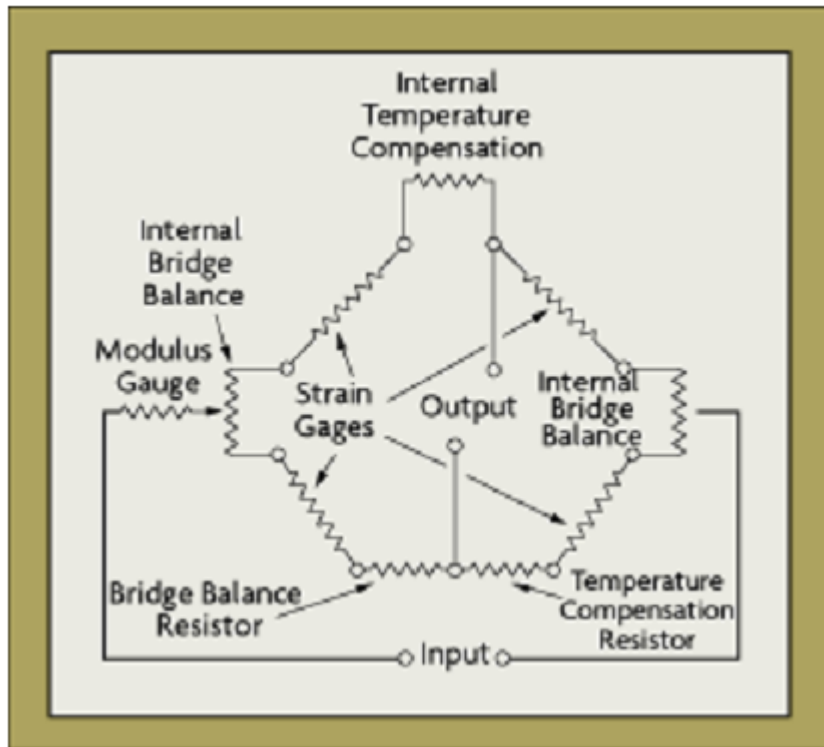 Internal
Temperature
Compensation
Internal
Bridge
Balance
Modulus
Gauge
Strain
Gages
Output
Internal
Bridge
Balance
Bridge Balance
Resistor
Temperature
Compensation
Resistor
Input